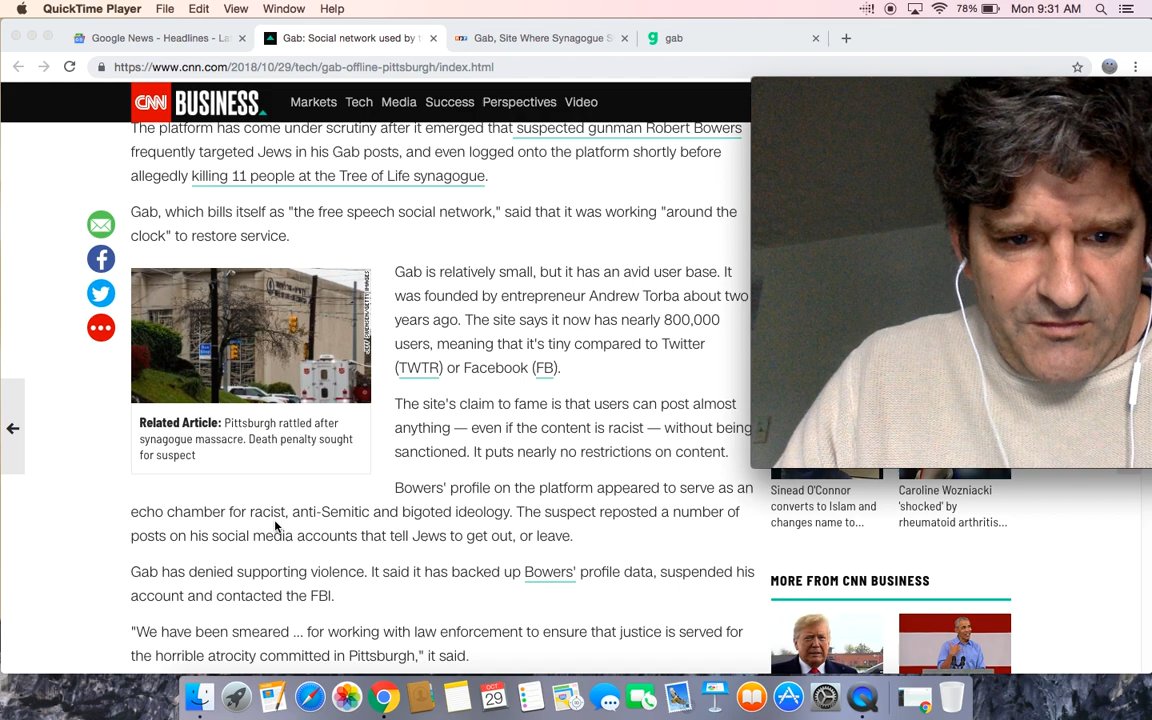 QuickTime Player File Edit View Window Help 78% Mon 9:31 AM
Google News - Headlines - La
Gab: Social network used by
Gab, Site Where Synagogue S
gab
https://www.cnn.com/2018/10/29/tech/gab-offline-pittsburgh/index.html
CNN BUSINESS Markets Tech Media Success Perspectives Video
The platform has come under scrutiny after it emerged that suspected gunman Robert Bowers
frequently targeted Jews in his Gab posts, and even logged onto the platform shortly before
allegedly killing 11 people at the Tree of Life synagogue.
Gab, which bills itself as "the free speech social network," said that it was working "around the
clock" to restore service.
Related Article: Pittsburgh rattled after
synagogue massacre. Death penalty sought
for suspect
Gab is relatively small, but it has an avid user base. It
was founded by entrepreneur Andrew Torba about two
years ago. The site says it now has nearly 800,000
users, meaning that it's tiny compared to Twitter
(TWTR) or Facebook (FB).
The site's claim to fame is that users can post almost
anything — even if the content is racist — without being
sanctioned. It puts nearly no restrictions on content.
Bowers' profile on the platform appeared to serve as an
echo chamber for racist, anti-Semitic and bigoted ideology. The suspect reposted a number of
posts on his social media accounts that tell Jews to get out, or leave.
Gab has denied supporting violence. It said it has backed up Bowers' profile data, suspended his
account and contacted the FBI.
"We have been smeared ... for working with law enforcement to ensure that justice is served for
the horrible atrocity committed in Pittsburgh," it said.
Sinead O'Connor
converts to Islam and
changes name to...
Caroline Wozniacki
'shocked' by
rheumatoid arthritis...
MORE FROM CNN BUSINESS
OCT
29